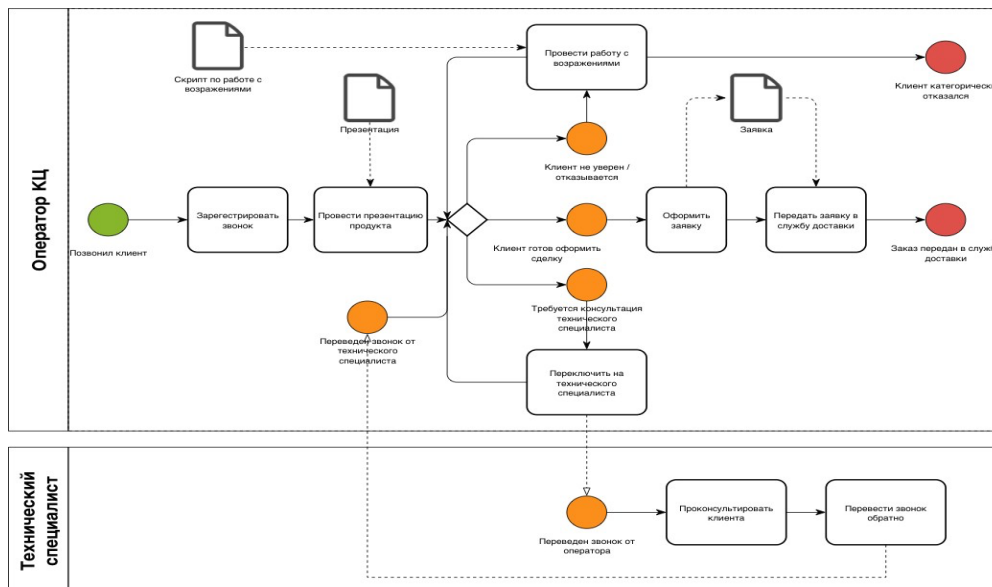 Оператор КЦ
Скрипт по работе с
возражениями
Провести работу с
возражениями
Клиент категорически
отказался
Презентация
Заявка
Клиент не уверен /
отказывается
Позвонил клиент
Зарегестрировать
звонок
Провести презентацию
продукта
Клиент готов оформить
сделку
Оформить
заявку
Передать заявку в
службу доставки
Заказ передан в служ
доставки
Требуется консультация
технического
специалиста
Переведен звонок от
технического
специалиста
Переключить на
технического
специалиста
Технический
специалист
Переведен звонок от
оператора
Проконсультировать
клиента
Перевести звонок
обратно